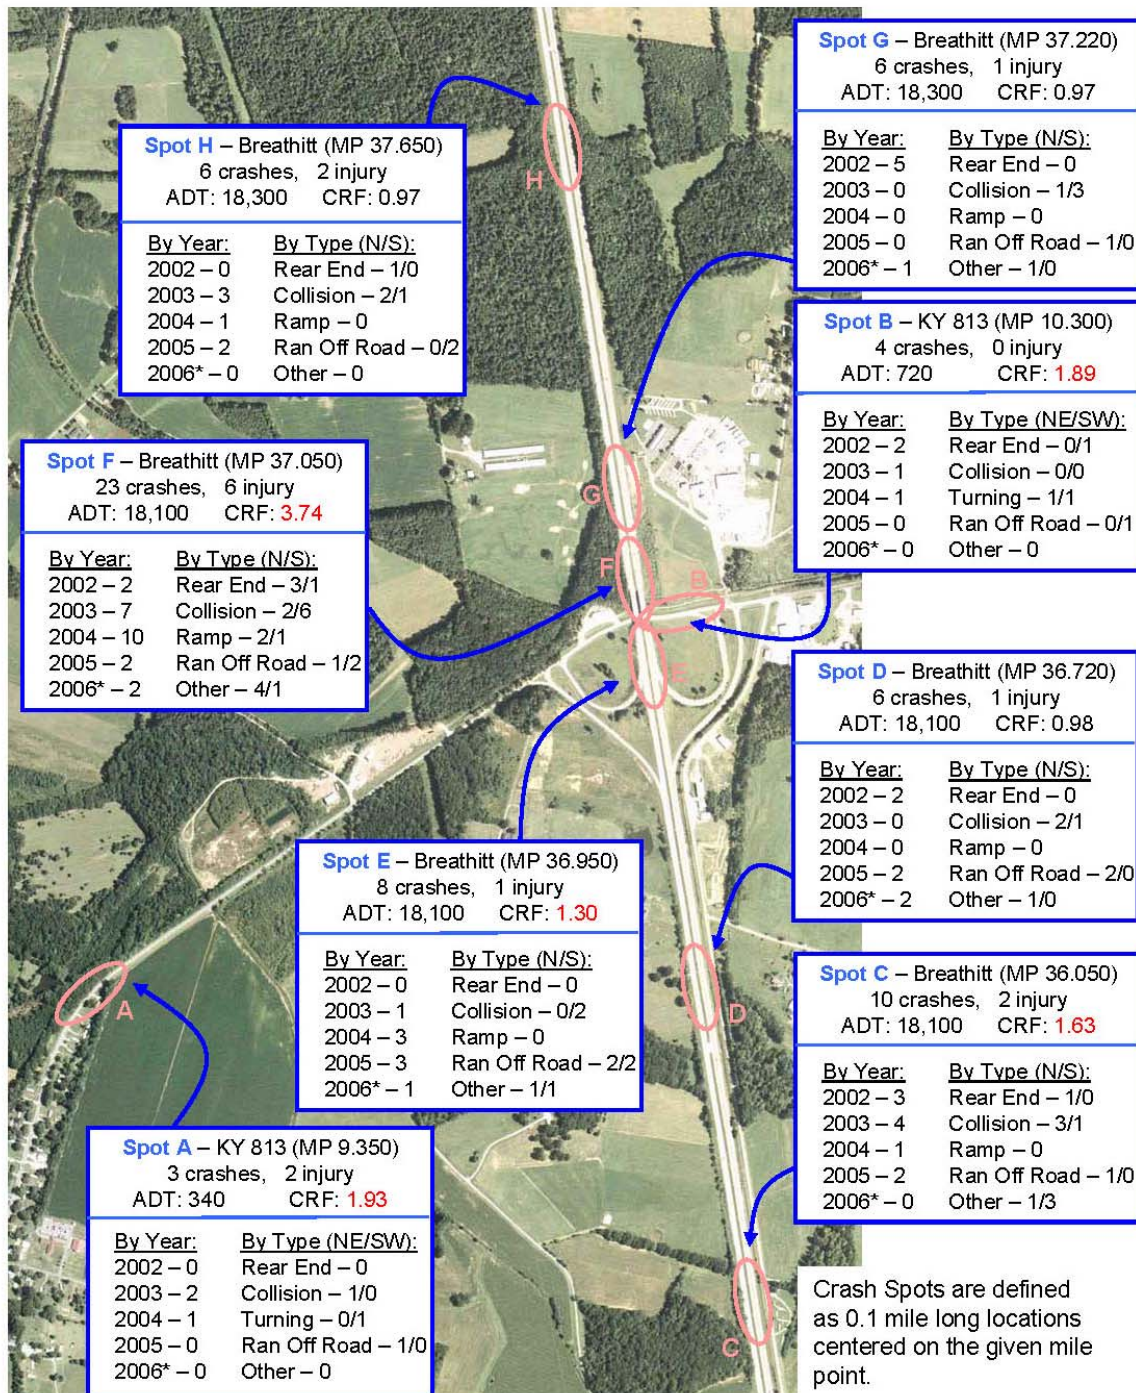 Spot G – Breathitt (MP 37.220)
6 crashes, 1 injury
ADT: 18,300 CRF: 0.97
By Year: By Type (N/S):
2002 – 5 Rear End – 0
2003 – 0 Collision – 1/3
2004 – 0 Ramp – 0
2005 – 0 Ran Off Road – 1/0
2006* – 1 Other – 1/0
Spot H – Breathitt (MP 37.650)
6 crashes, 2 injury
ADT: 18,300 CRF: 0.97
By Year: By Type (N/S):
2002 – 0 Rear End – 1/0
2003 – 3 Collision – 2/1
2004 – 1 Ramp – 0
2005 – 2 Ran Off Road – 0/2
2006* – 0 Other – 0
H
Spot B – KY 813 (MP 10.300)
4 crashes, 0 injury
ADT: 720 CRF: 1.89
By Year: By Type (NE/SW):
2002 – 2 Rear End – 0/1
2003 – 1 Collision – 0/0
2004 – 1 Turning – 1/1
2005 – 0 Ran Off Road – 0/1
2006* – 0 Other – 0
Spot F – Breathitt (MP 37.050)
23 crashes, 6 injury
ADT: 18,100 CRF: 3.74
By Year: By Type (N/S):
2002 – 2 Rear End – 3/1
2003 – 7 Collision – 2/6
2004 – 10 Ramp – 2/1
2005 – 2 Ran Off Road – 1/2
2006* – 2 Other – 4/1
G
F
B
E
Spot D – Breathitt (MP 36.720)
6 crashes, 1 injury
ADT: 18,100 CRF: 0.98
By Year: By Type (N/S):
2002 – 2 Rear End – 0
2003 – 0 Collision – 2/1
2004 – 0 Ramp – 0
2005 – 2 Ran Off Road – 2/0
2006* – 2 Other – 1/0
Spot E – Breathitt (MP 36.950)
8 crashes, 1 injury
ADT: 18,100 CRF: 1.30
By Year: By Type (N/S):
2002 – 0 Rear End – 0
2003 – 1 Collision – 0/2
2004 – 3 Ramp – 0
2005 – 3 Ran Off Road – 2/2
2006* – 1 Other – 1/1
A
D
Spot C – Breathitt (MP 36.050)
10 crashes, 2 injury
ADT: 18,100 CRF: 1.63
By Year: By Type (N/S):
2002 – 3 Rear End – 1/0
2003 – 4 Collision – 3/1
2004 – 1 Ramp – 0
2005 – 2 Ran Off Road – 1/0
2006* – 0 Other – 1/3
Spot A – KY 813 (MP 9.350)
3 crashes, 2 injury
ADT: 340 CRF: 1.93
By Year: By Type (NE/SW):
2002 – 0 Rear End – 0
2003 – 2 Collision – 1/0
2004 – 1 Turning – 0/1
2005 – 0 Ran Off Road – 1/0
2006* – 0 Other – 0
C
Crash Spots are defined
as 0.1 mile long locations
centered on the given mile
point.